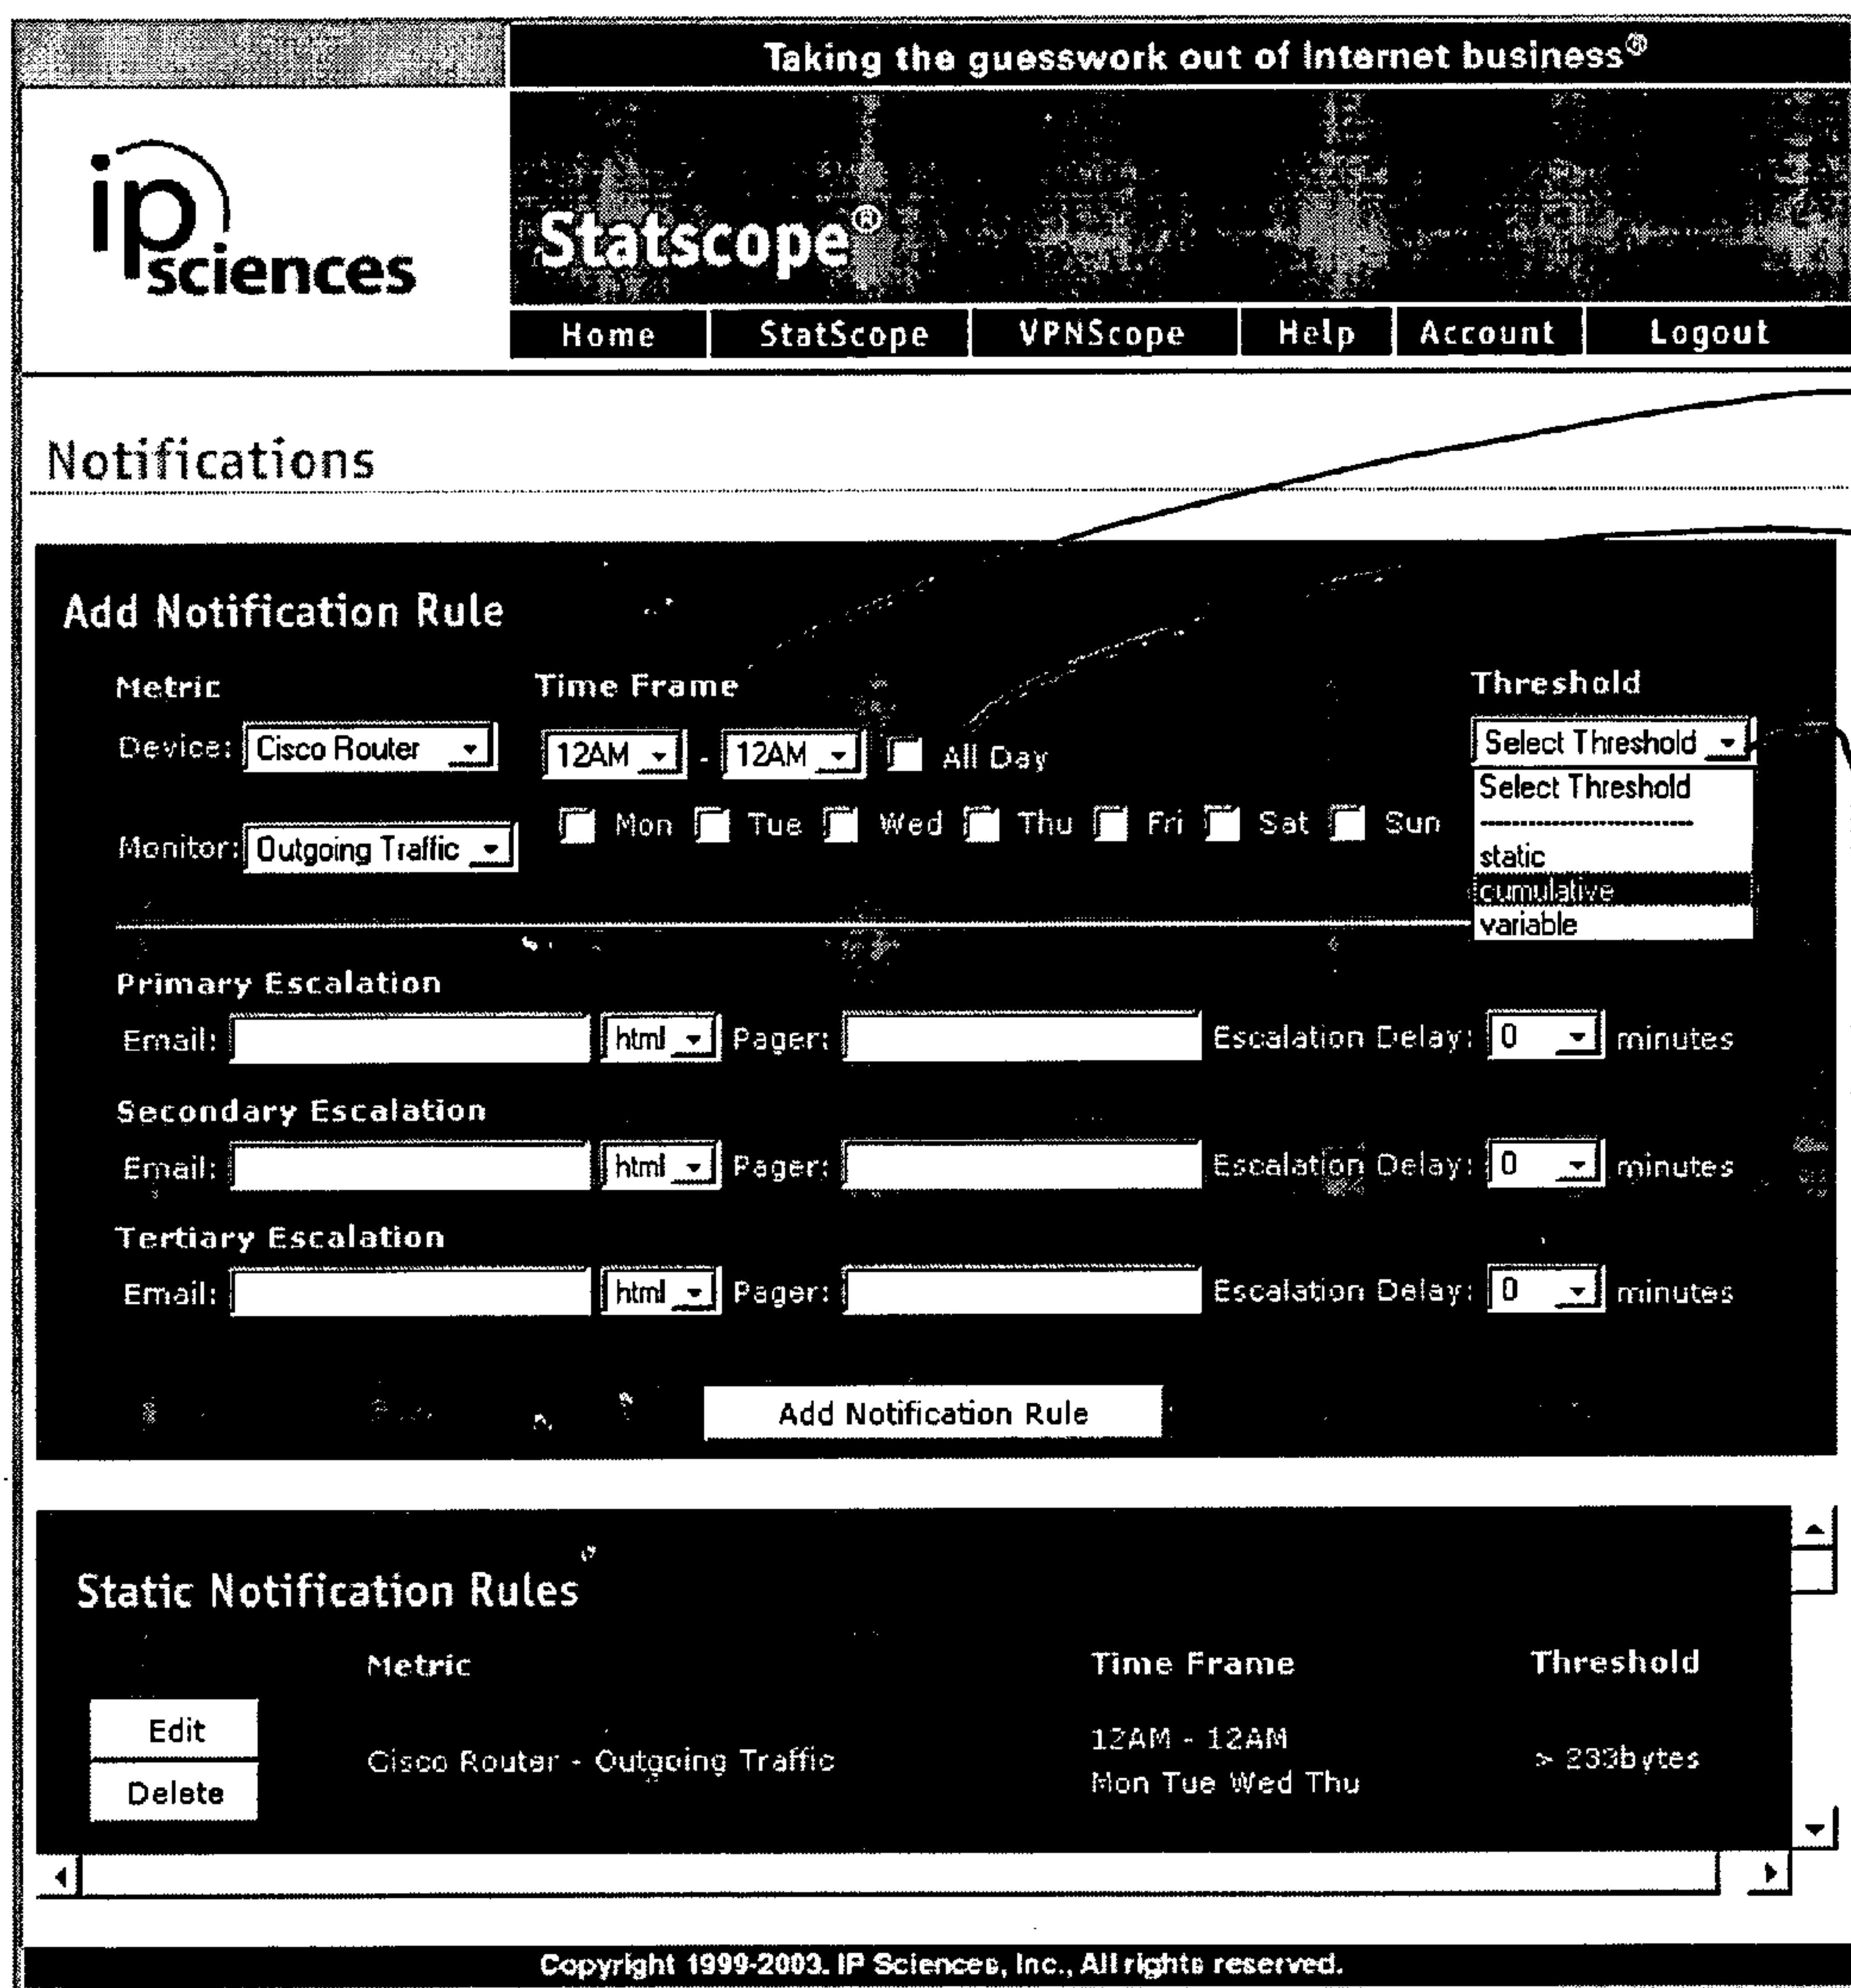 Taking the guesswork out of Internet business®
ip sciences
Statscope®
Home StatScope VPNScope Help Account Logout
Notifications
Add Notification Rule
Metric Time Frame Threshold
Device: Cisco Router 12AM - 12AM All Day Select Threshold
Select Threshold
------------------------
Monitor: Outgoing Traffic Mon Tue Wed Thu Fri Sat Sun
static
cumulative
variable
Primary Escalation
Email: html Pager: Escalation Delay: 0 minutes
Secondary Escalation
Email: html Pager: Escalation Delay: 0 minutes
Tertiary Escalation
Email: html Pager: Escalation Delay: 0 minutes
Add Notification Rule
Static Notification Rules
Metric Time Frame Threshold
Edit
Delete
Cisco Router - Outgoing Traffic
12AM - 12AM
Mon Tue Wed Thu
> 233bytes
Copyright 1999-2003. IP Sciences, Inc., All rights reserved.